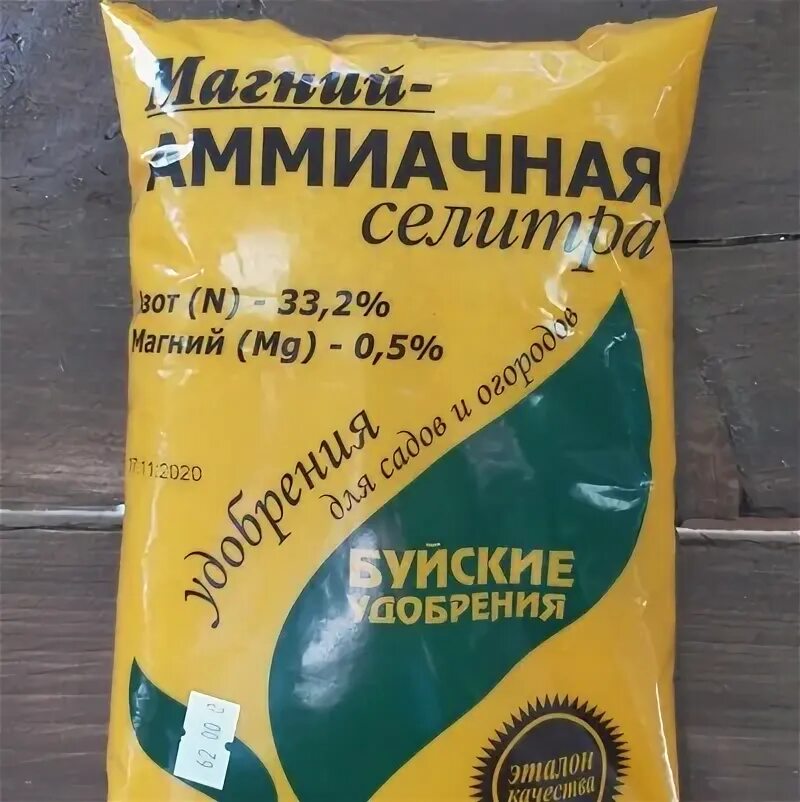 Магний-
АММИАЧНАЯ
селитра
Азот (N) - 33,2%
Магний (Mg) - 0,5%
удобрения
для садов и огородов
17.11.2020
БУЙСКИЕ
УДОБРЕНИЯ
62 00
эталон
качества